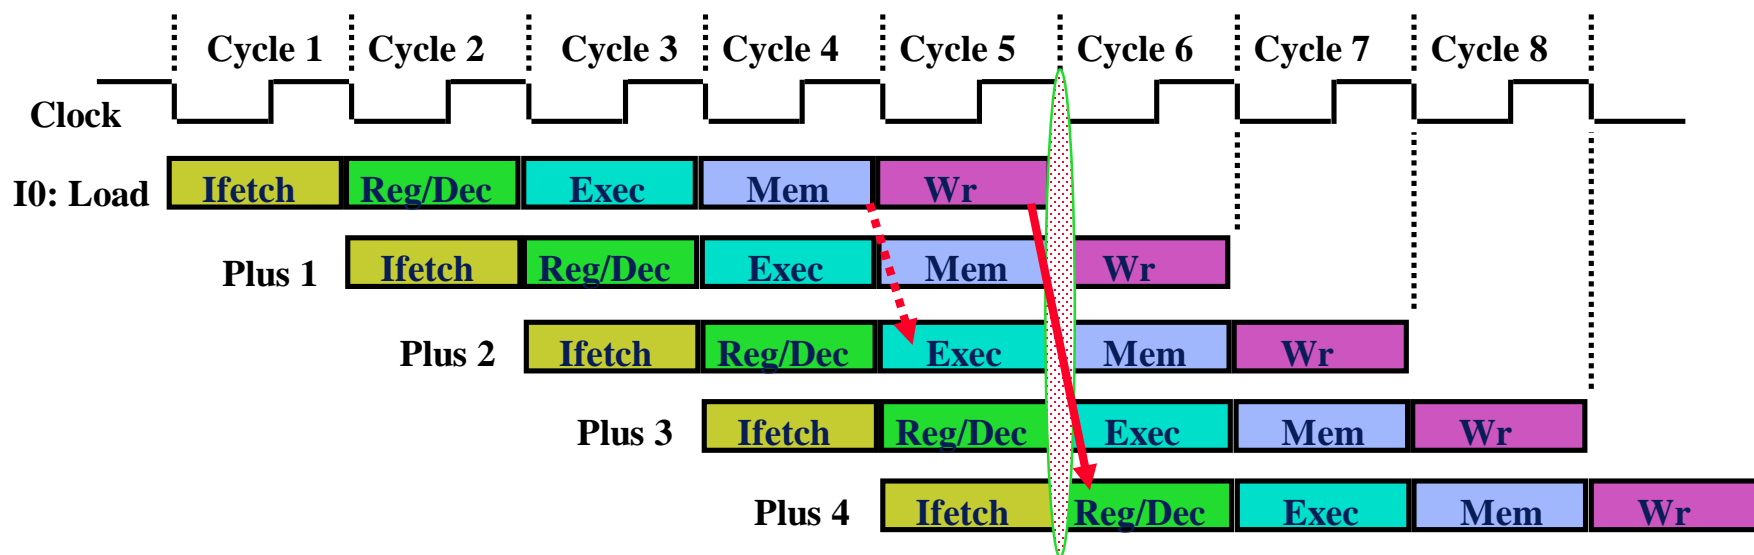 Cycle 1 Cycle 2 Cycle 3 Cycle 4 Cycle 5 Cycle 6 Cycle 7 Cycle 8
Clock
I0: Load Ifetch Reg/Dec Exec Mem Wr
Plus 1 Ifetch Reg/Dec Exec Mem Wr
Plus 2 Ifetch Reg/Dec Exec Mem Wr
Plus 3 Ifetch Reg/Dec Exec Mem Wr
Plus 4 Ifetch Reg/Dec Exec Mem Wr